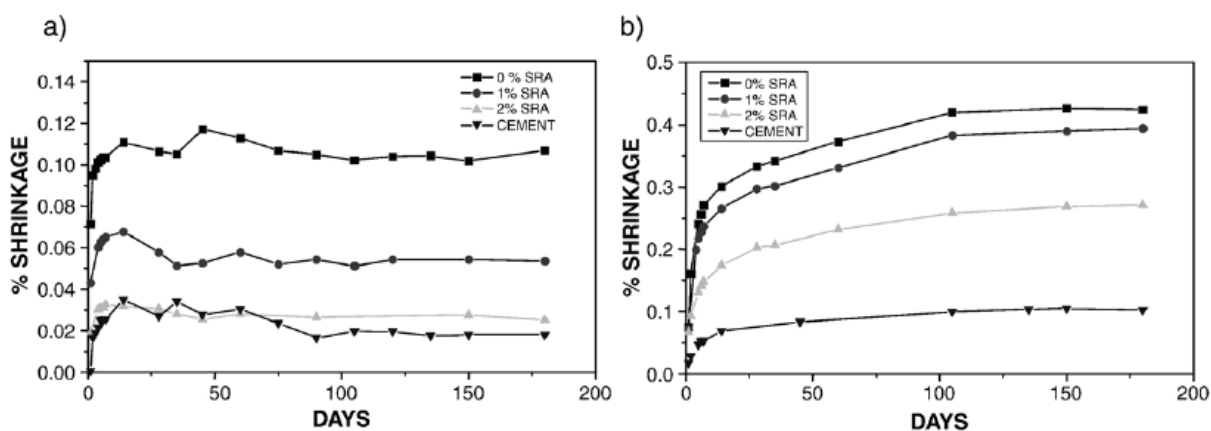 a)
0.14
0.12
0.10
0.08
0.06
0.04
0.02
0.00
% SHRINKAGE
0 % SRA
1% SRA
2% SRA
CEMENT
0
50
100
150
200
DAYS
b)
0.5
0.4
0.3
0.2
0.1
0.0
% SHRINKAGE
0% SRA
1% SRA
2% SRA
CEMENT
0
50
100
150
200
DAYS